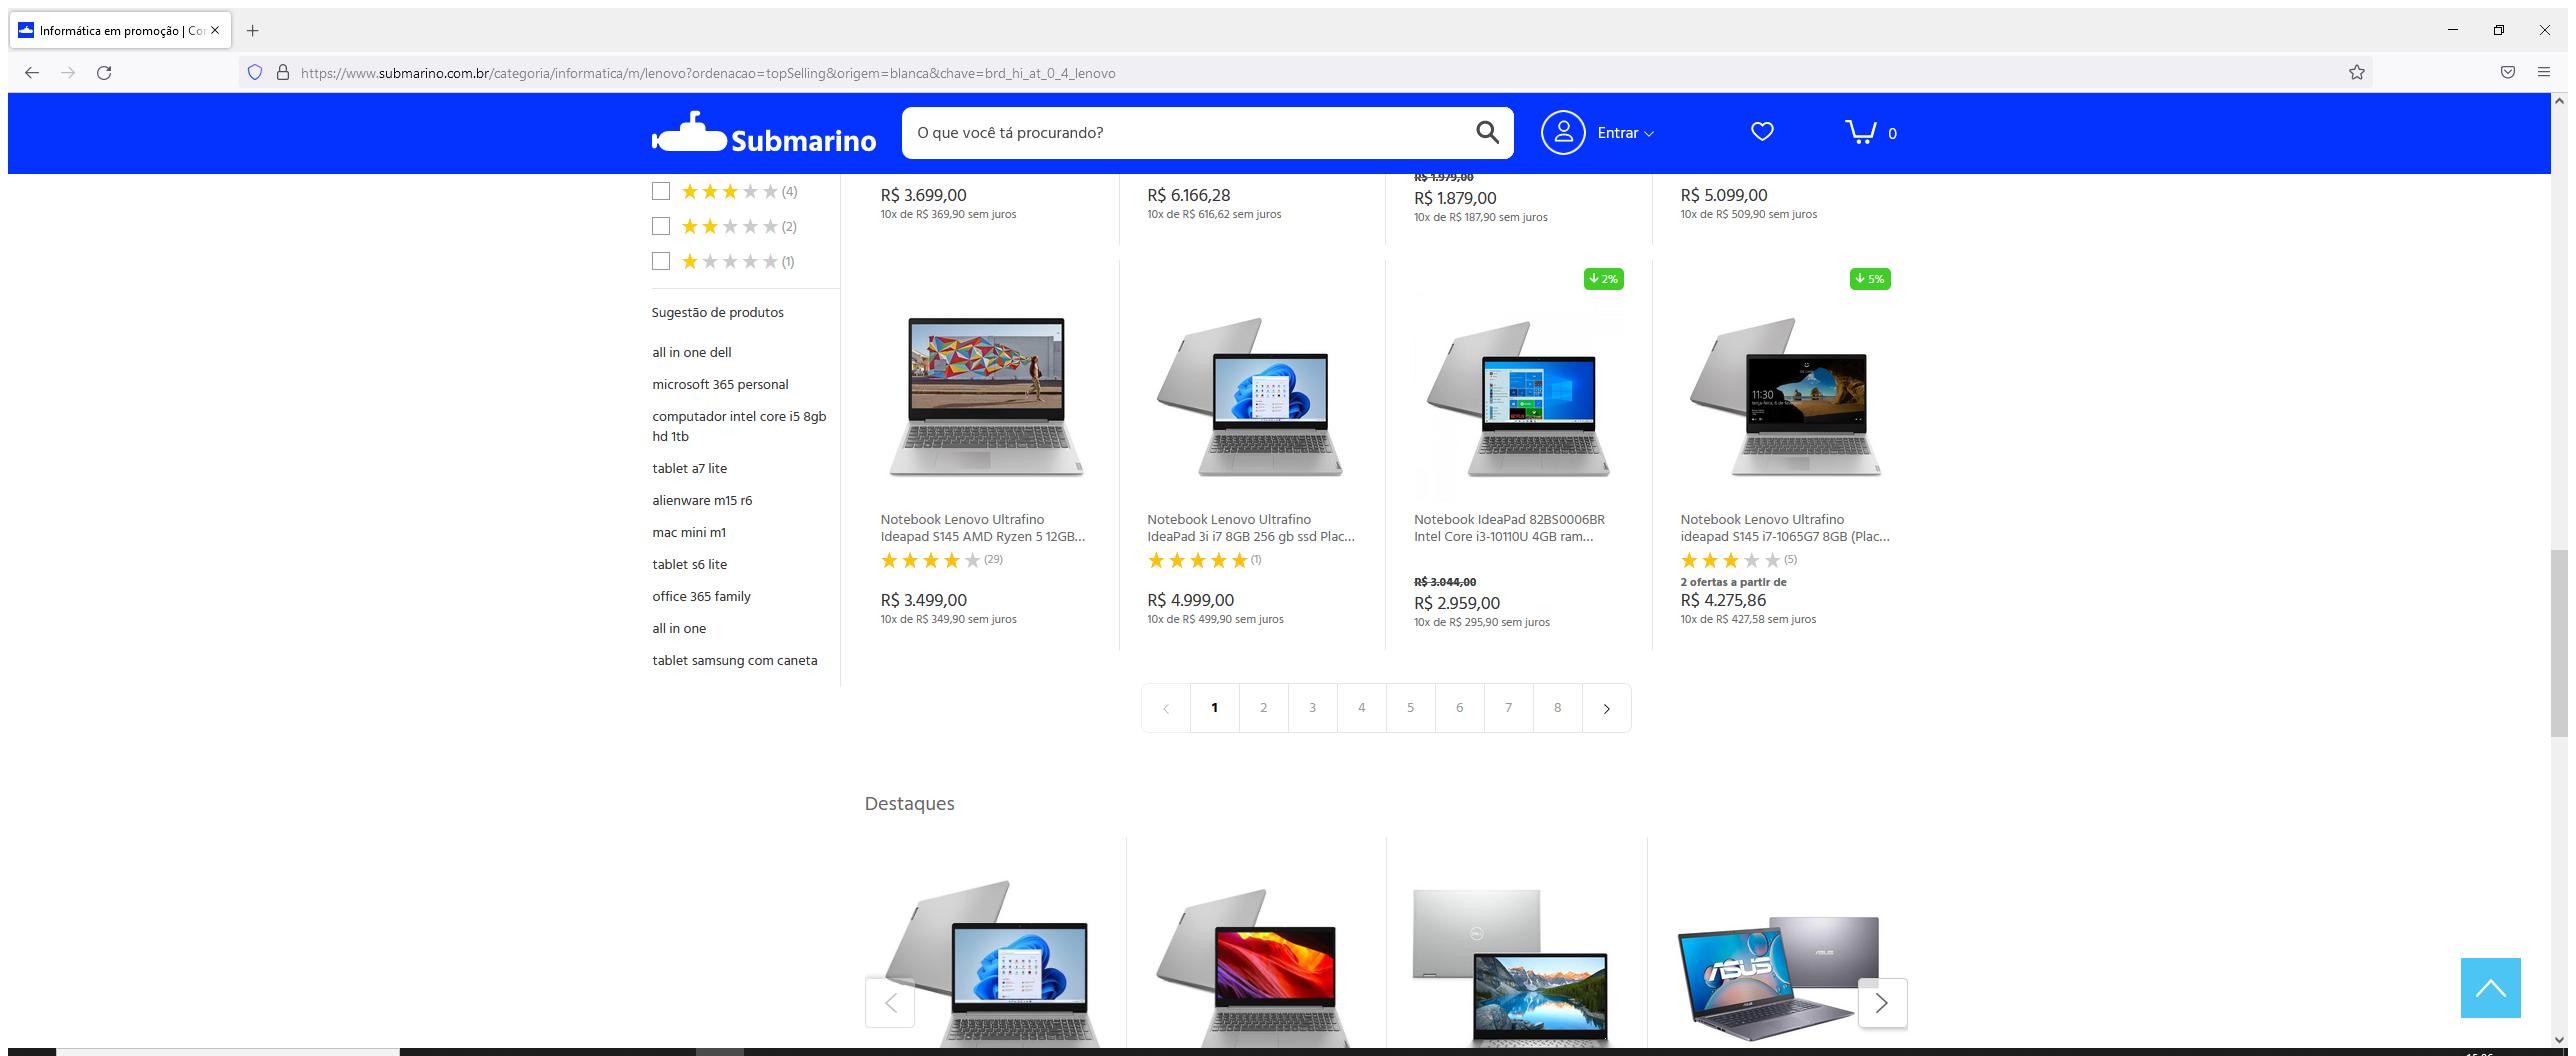 Informática em promoção | Con
https://www.submarino.com.br/categoria/informatica/m/lenovo?ordenacao=topSelling&origem=blanca&chave=brd_hi_at_0_4_lenovo
Submarino
O que você tá procurando?
Entrar
0
(4)
(2)
(1)
Sugestão de produtos
all in one dell
microsoft 365 personal
computador intel core i5 8gb
hd 1tb
tablet a7 lite
alienware m15 r6
mac mini m1
tablet s6 lite
office 365 family
all in one
tablet samsung com caneta
R$ 3.699,00
10x de R$ 369,90 sem juros
R$ 6.166,28
10x de R$ 616,62 sem juros
R$ 1.979,00
R$ 1.879,00
10x de R$ 187,90 sem juros
R$ 5.099,00
10x de R$ 509,90 sem juros
Notebook Lenovo Ultrafino
Ideapad S145 AMD Ryzen 5 12GB...
(29)
R$ 3.499,00
10x de R$ 349,90 sem juros
Notebook Lenovo Ultrafino
IdeaPad 3i i7 8GB 256 gb ssd Plac...
(1)
R$ 4.999,00
10x de R$ 499,90 sem juros
2%
Notebook IdeaPad 82BS0006BR
Intel Core i3-10110U 4GB ram...
R$ 3.044,00
R$ 2.959,00
10x de R$ 295,90 sem juros
5%
11:30
Notebook Lenovo Ultrafino
ideapad S145 i7-1065G7 8GB (Plac...
(5)
2 ofertas a partir de
R$ 4.275,86
10x de R$ 427,58 sem juros
1 2 3 4 5 6 7 8
Destaques
DELL
ASUS
ASUS